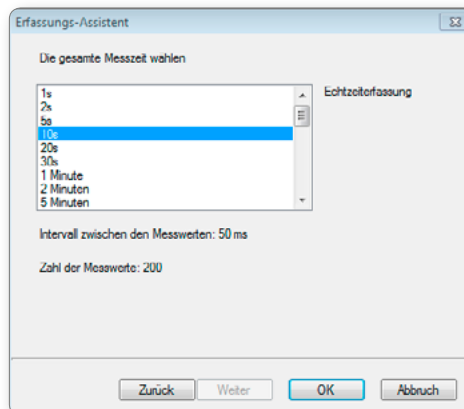 Erfassungs-Assistent
Die gesamte Messzeit wählen
1s
Echtzeiterfassung
2s
5s
10s
20s
30s
1 Minute
2 Minuten
5 Minuten
Intervall zwischen den Messwerten: 50 ms
Zahl der Messwerte: 200
Zurück Weiter OK Abbruch